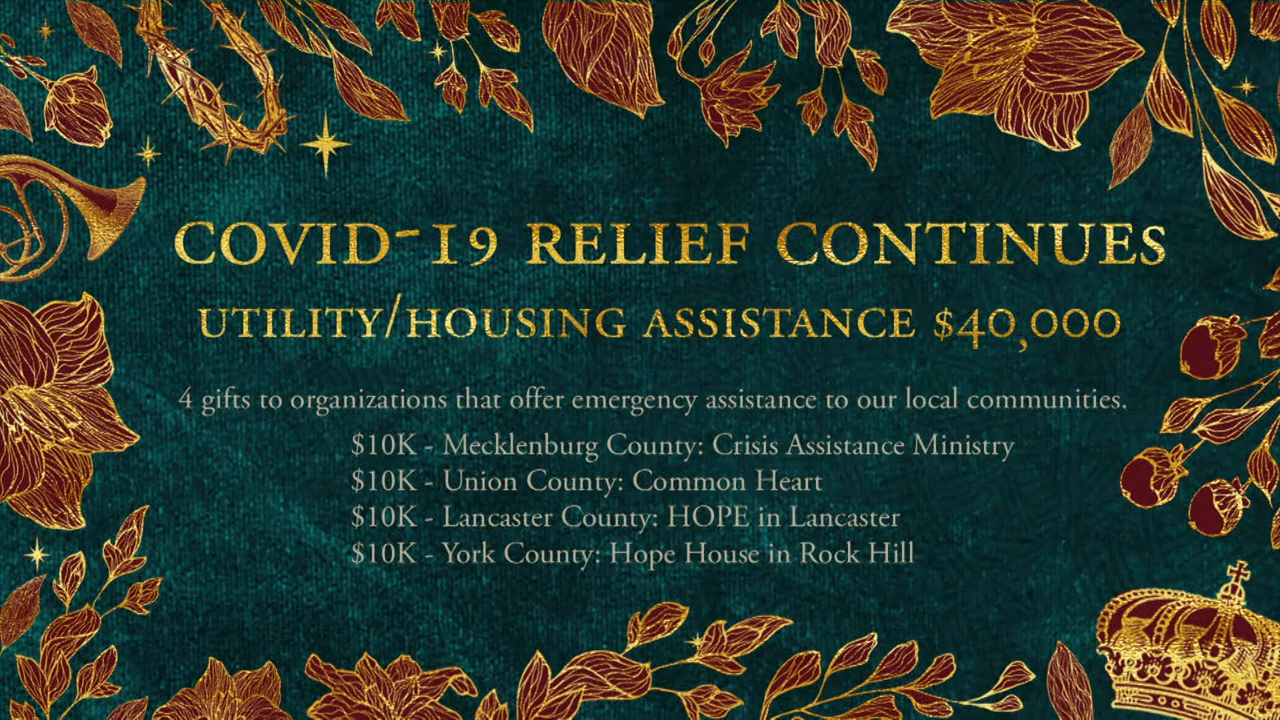 COVID-19 RELIEF CONTINUES
UTILITY/HOUSING ASSISTANCE $40,000
4 gifts to organizations that offer emergency assistance to our local communities.
$10K - Mecklenburg County: Crisis Assistance Ministry
$10K - Union County: Common Heart
$10K - Lancaster County: HOPE in Lancaster
$10K - York County: Hope House in Rock Hill